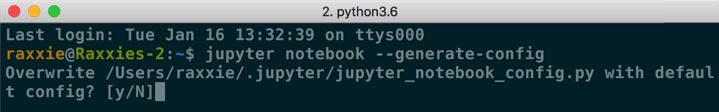 2. python3.6
Last login: Tue Jan 16 13:32:39 on ttys000
raxxie@Raxxies-2:~$ jupyter notebook --generate-config
Overwrite /Users/raxxie/.jupyter/jupyter_notebook_config.py with defaul
t config? [y/N]